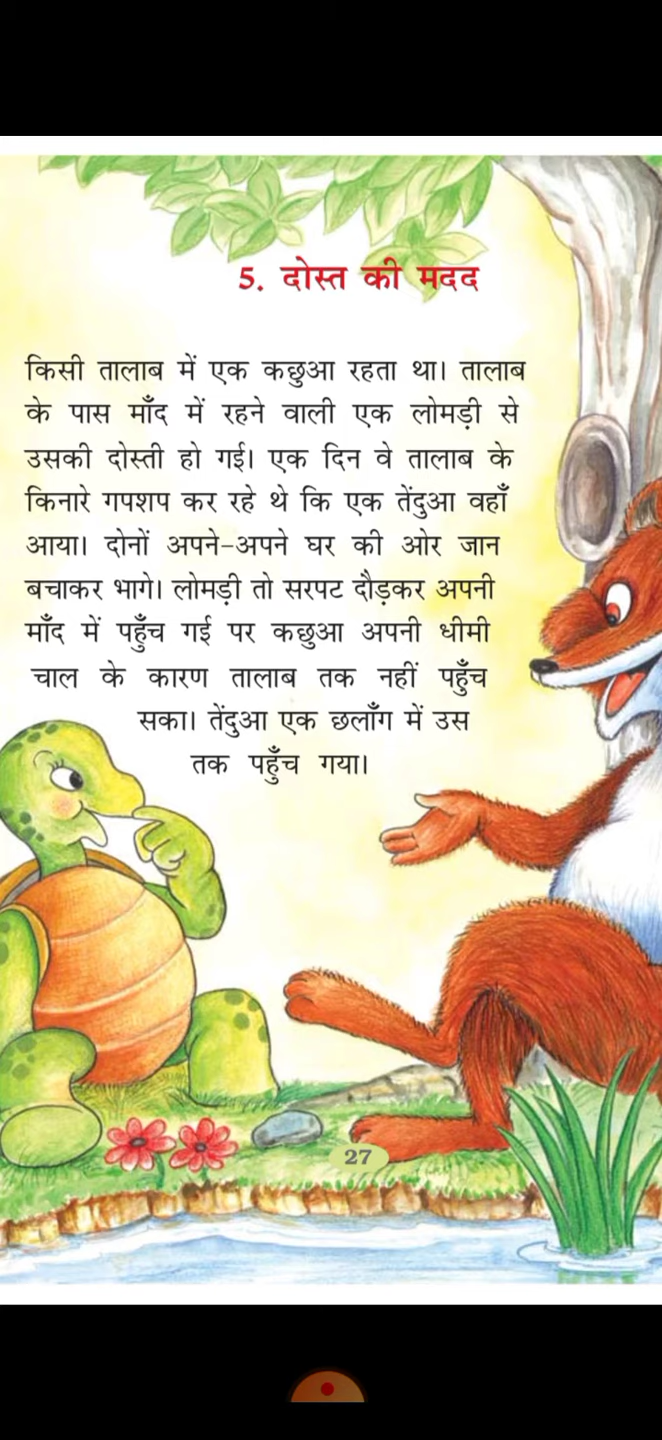 5. दोस्त की मदद
किसी तालाब में एक कछुआ रहता था। तालाब
के पास माँद में रहने वाली एक लोमड़ी से
उसकी दोस्ती हो गई। एक दिन वे तालाब के
किनारे गपशप कर रहे थे कि एक तेंदुआ वहाँ
आया। दोनों अपने-अपने घर की ओर जान
बचाकर भागे। लोमड़ी तो सरपट दौड़कर अपनी
माँद में पहुँच गई पर कछुआ अपनी धीमी
चाल के कारण तालाब तक नहीं पहुँच
सका। तेंदुआ एक छलाँग में उस
तक पहुँच गया।
27